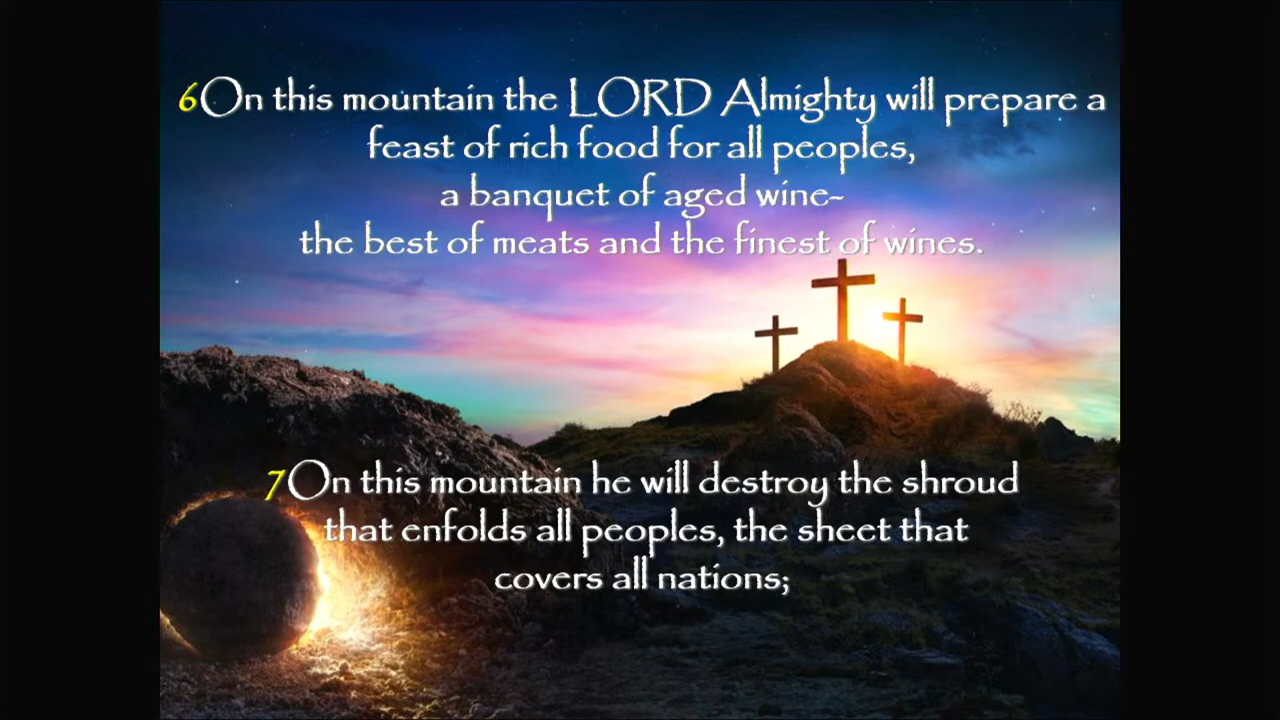 6On this mountain the LORD Almighty will prepare a
feast of rich food for all peoples,
a banquet of aged wine-
the best of meats and the finest of wines.
7On this mountain he will destroy the shroud
that enfolds all peoples, the sheet that
covers all nations;